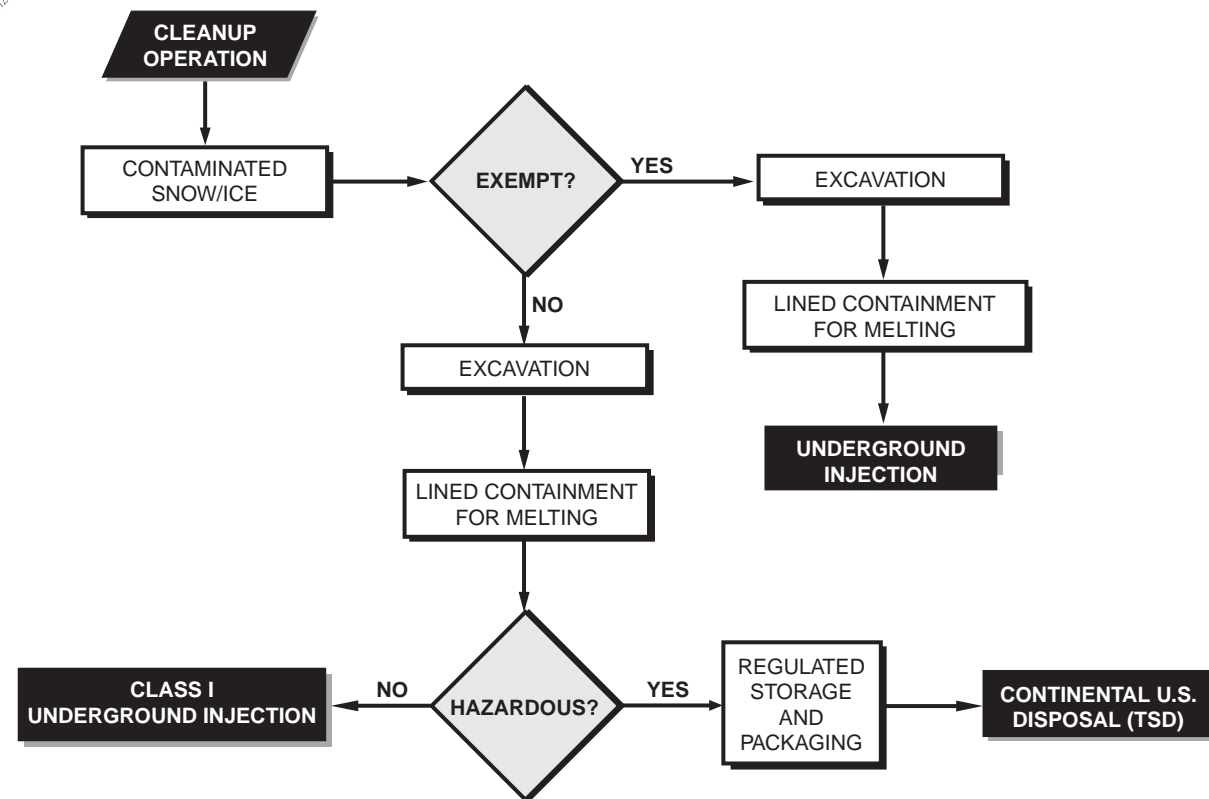 CLEANUP
OPERATION
CONTAMINATED
SNOW/ICE
EXEMPT?
YES
EXCAVATION
LINED CONTAINMENT
FOR MELTING
UNDERGROUND
INJECTION
NO
EXCAVATION
LINED CONTAINMENT
FOR MELTING
HAZARDOUS?
NO
CLASS I
UNDERGROUND INJECTION
YES
REGULATED
STORAGE
AND
PACKAGING
CONTINENTAL U.S.
DISPOSAL (TSD)